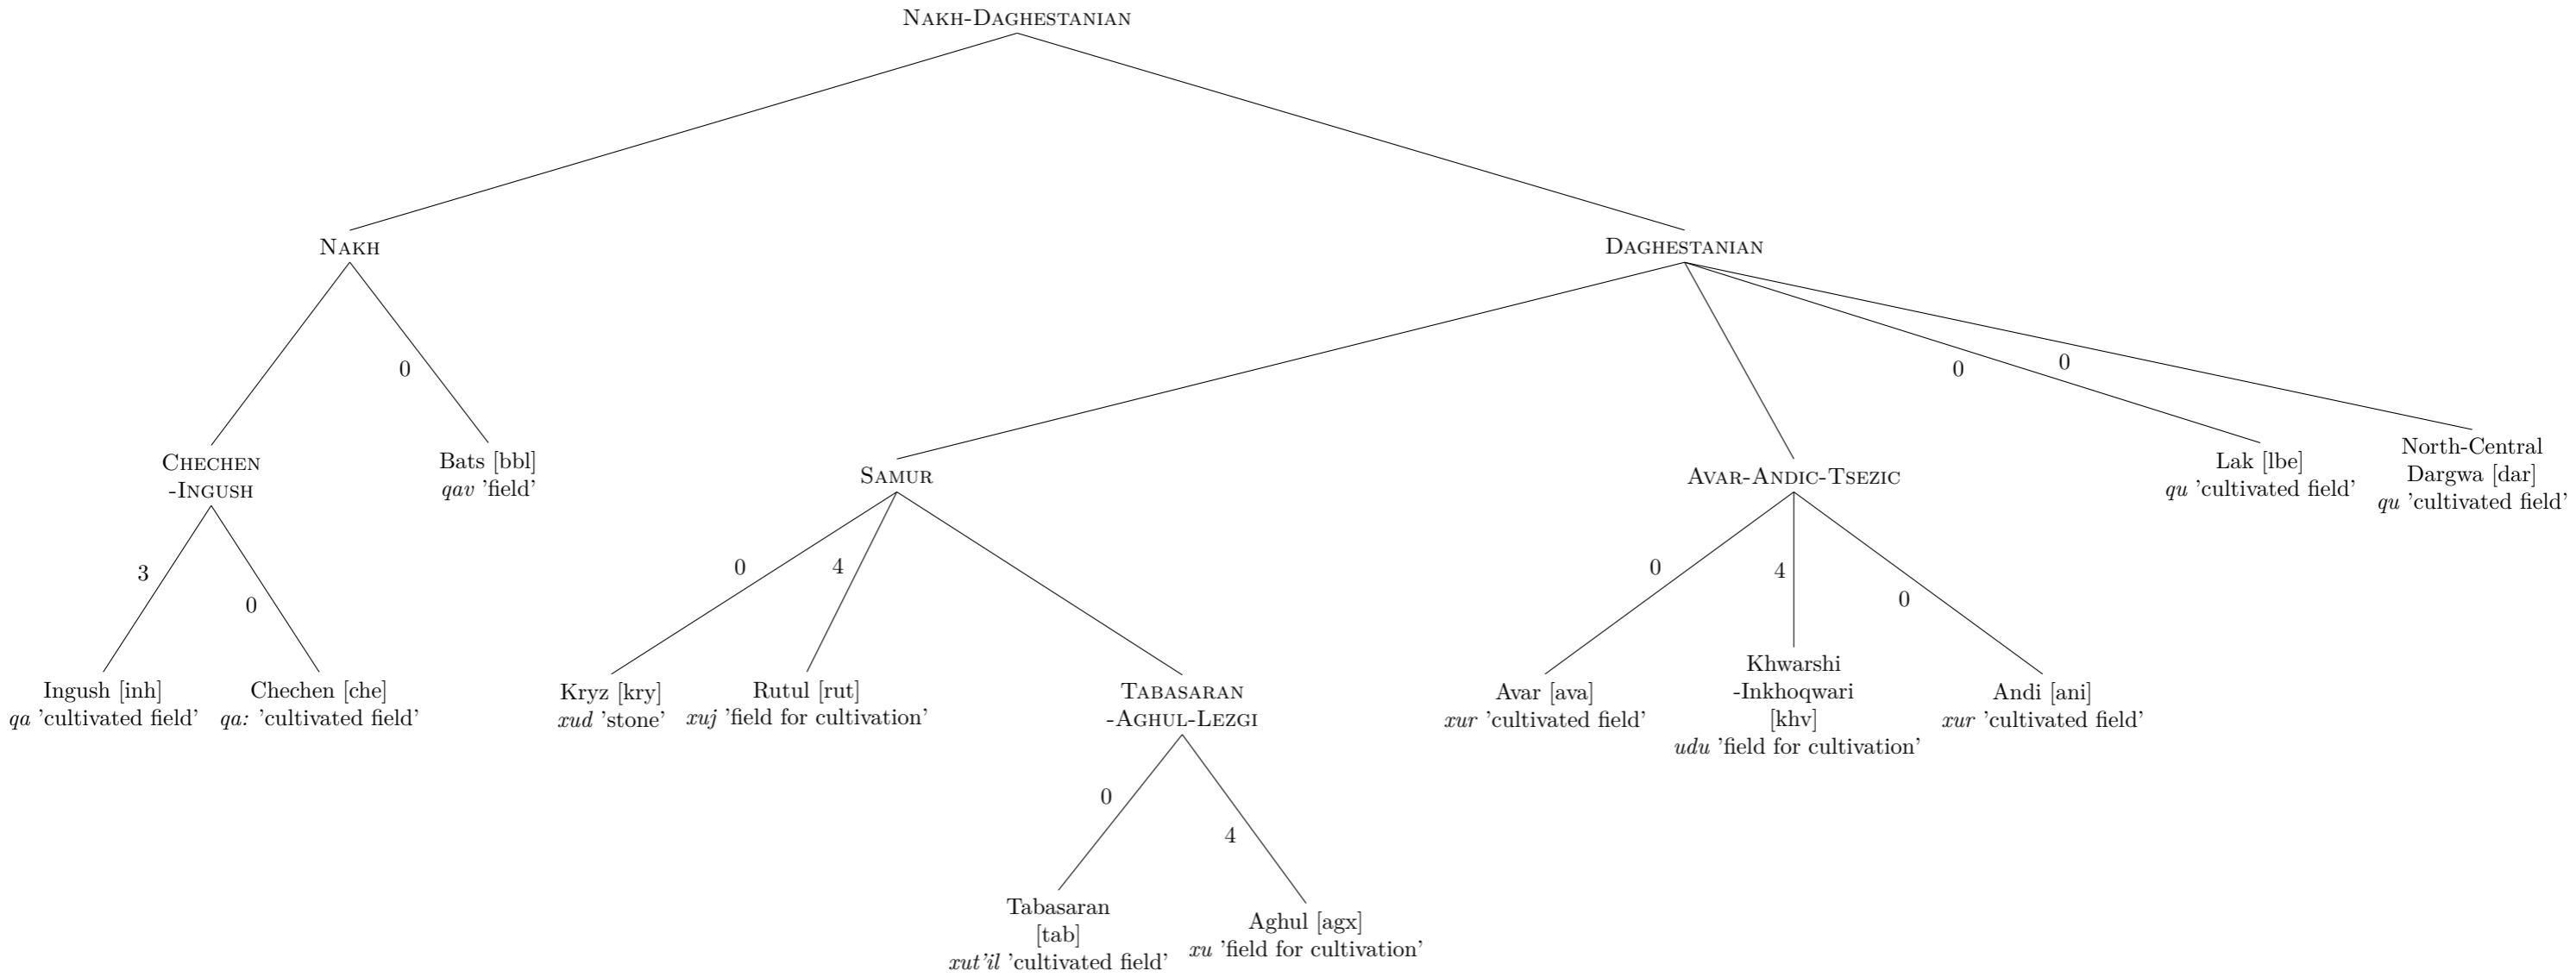 NAKH-DAGHESTANIAN
NAKH
DAGHESTANIAN
0
0
0
CHECHEN
-INGUSH
Bats [bbl]
qav 'field'
SAMUR
AVAR-ANDIC-TSEZIC
Lak [lbe]
qu 'cultivated field'
North-Central
Dargwa [dar]
qu 'cultivated field'
3
0
0
4
0
4
0
Ingush [inh]
qa 'cultivated field'
Chechen [che]
qa: 'cultivated field'
Kryz [kry]
xud 'stone'
Rutul [rut]
xuj 'field for cultivation'
TABASARAN
-AGHUL-LEZGI
Avar [ava]
xur 'cultivated field'
Khwarshi
-Inkhoqwari
[khv]
udu 'field for cultivation'
Andi [ani]
xur 'cultivated field'
0
4
Tabasaran
[tab]
xut'il 'cultivated field'
Aghul [agx]
xu 'field for cultivation'